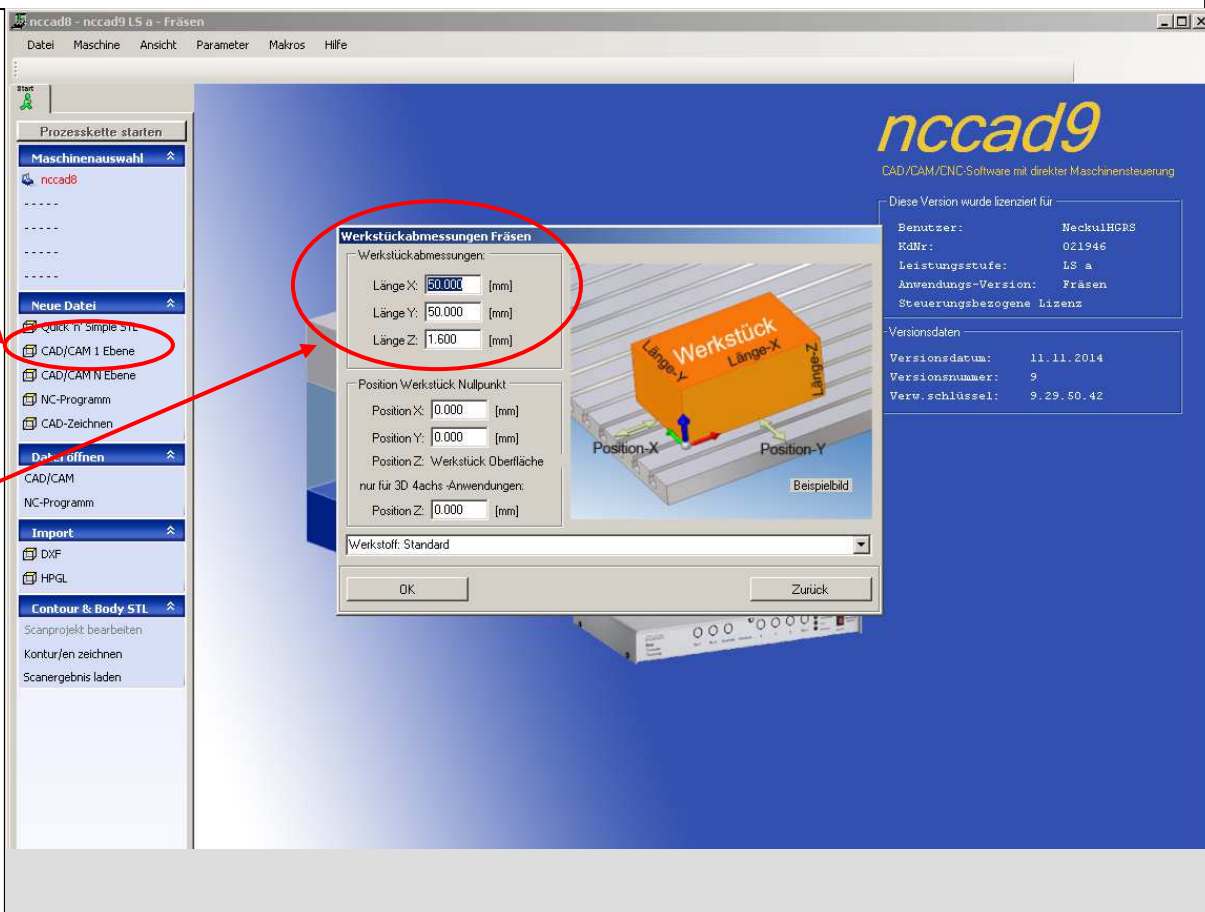 nccad8 - nccad9 LS a - Fräsen
Datei Maschine Ansicht Parameter Makros Hilfe
Start
Prozesskette starten
Maschinenauswahl
nccad8
- - - - -
- - - - -
- - - - -
- - - - -
Neue Datei
Quick 'n' Simple STL
CAD/CAM 1 Ebene
CAD/CAM N Ebene
NC-Programm
CAD-Zeichnen
Datei öffnen
CAD/CAM
NC-Programm
Import
DXF
HPGL
Contour & Body STL
Scanprojekt bearbeiten
Kontur/en zeichnen
Scanergebnis laden
Werkstückabmessungen Fräsen
Werkstückabmessungen:
Länge X: 50.000 [mm]
Länge Y: 50.000 [mm]
Länge Z: 1.600 [mm]
Position Werkstück Nullpunkt
Position X: 0.000 [mm]
Position Y: 0.000 [mm]
Position Z: Werkstück Oberfläche
nur für 3D 4achs -Anwendungen:
Position Z: 0.000 [mm]
Werkstück
Länge-Y
Länge-X
Länge-Z
Position-X
Position-Y
Beispielbild
Werkstoff: Standard
OK
Zurück
nccad9
CAD/CAM/CNC-Software mit direkter Maschinensteuerung
Diese Version wurde lizenziert für
Benutzer: NeckulHGRS
KdNr: 021946
Leistungsstufe: LS a
Anwendungs-Version: Fräsen
Steuerungsbezogene Lizenz
Versionsdaten
Versionsdatum: 11.11.2014
Versionsnummer: 9
Verw.schlüssel: 9.29.50.42